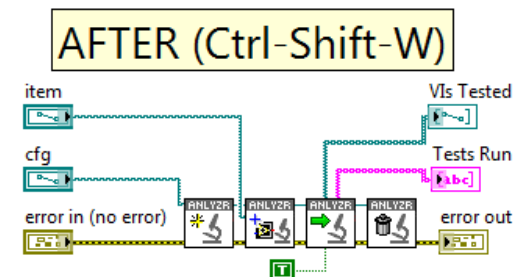 AFTER (Ctrl-Shift-W)
item
VIs Tested
cfg
Tests Run
abc
ANLYZR ANLYZR ANLYZR ANLYZR
error in (no error)
error out
T